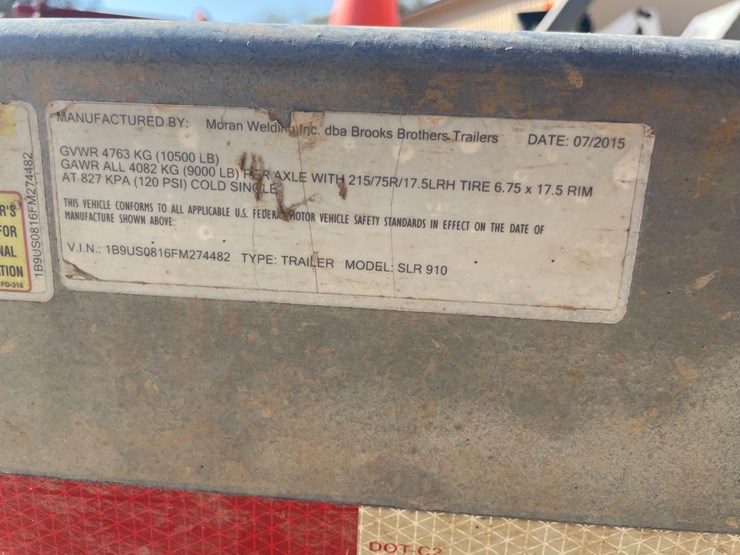 MANUFACTURED BY: Moran Welding Inc. dba Brooks Brothers Trailers DATE: 07/2015
GVWR 4763 KG (10500 LB)
GAWR ALL 4082 KG (9000 LB) PER AXLE WITH 215/75R/17.5LRH TIRE 6.75 x 17.5 RIM
AT 827 KPA (120 PSI) COLD SINGLE
THIS VEHICLE CONFORMS TO ALL APPLICABLE U.S. FEDERAL MOTOR VEHICLE SAFETY STANDARDS IN EFFECT ON THE DATE OF
MANUFACTURE SHOWN ABOVE:
V.I.N.: 1B9US0816FM274482 TYPE: TRAILER MODEL: SLR 910
R'S
FOR
NAL
TION
FD-216
1B9US0816FM274482
DOT-C2